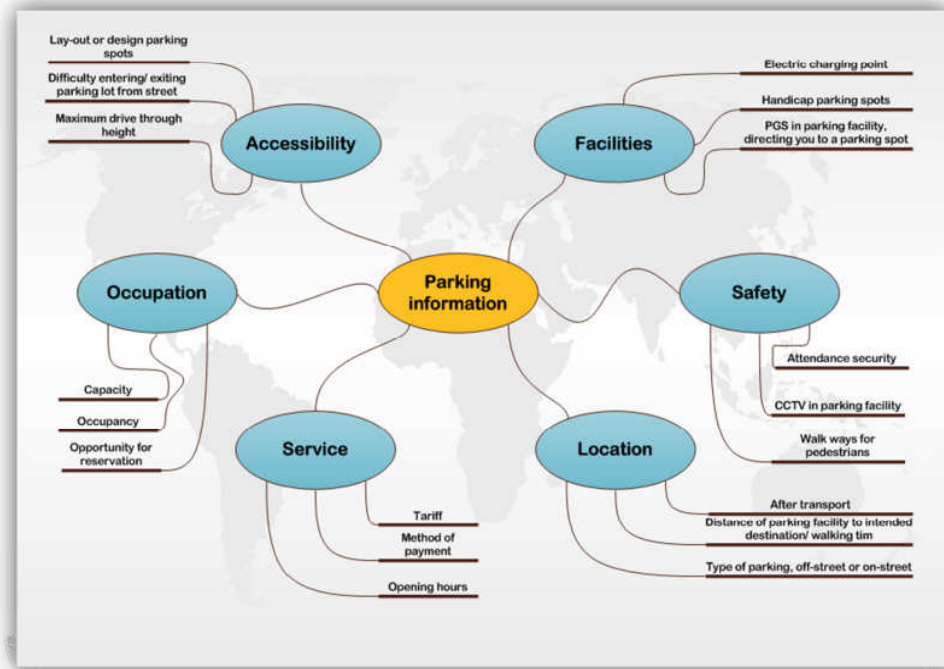 Lay-out or design parking
spots
Difficulty entering/ exiting
parking lot from street
Maximum drive through
height
Accessibility
Electric charging point
Handicap parking spots
PGS in parking facility,
directing you to a parking spot
Facilities
Parking
information
Occupation
Capacity
Occupancy
Opportunity for
reservation
Safety
Attendance security
CCTV in parking facility
Walk ways for
pedestrians
Service
Tariff
Method of
payment
Opening hours
Location
After transport
Distance of parking facility to intended
destination/ walking tim
Type of parking, off-street or on-street